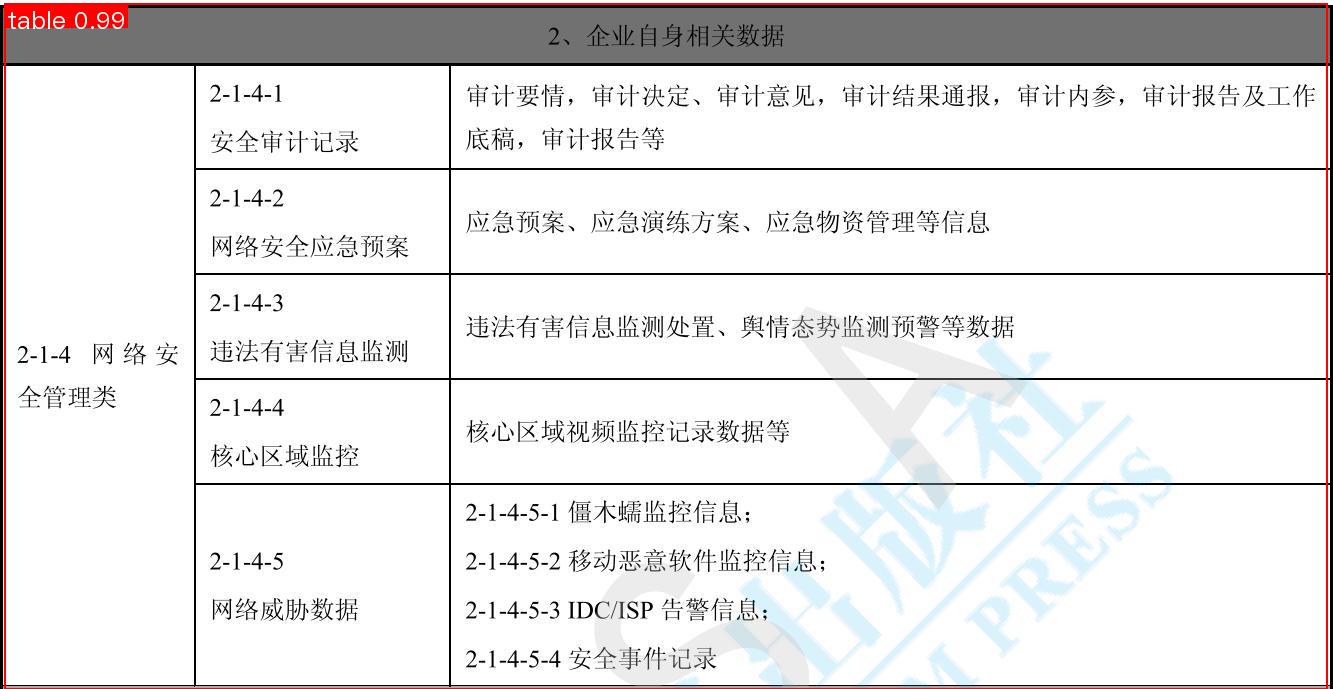 table 0.99
2、企业自身相关数据
2-1-4 网络安
全管理类
2-1-4-1
安全审计记录
审计要情，审计决定、审计意见，审计结果通报，审计内参，审计报告及工作
底稿，审计报告等
2-1-4-2
网络安全应急预案
应急预案、应急演练方案、应急物资管理等信息
2-1-4-3
违法有害信息监测
违法有害信息监测处置、舆情态势监测预警等数据
2-1-4-4
核心区域监控
核心区域视频监控记录数据等
2-1-4-5
网络威胁数据
2-1-4-5-1 僵木蠕监控信息；
2-1-4-5-2 移动恶意软件监控信息；
2-1-4-5-3 IDC/ISP 告警信息；
2-1-4-5-4 安全事件记录
S A
出版社
M PRESS